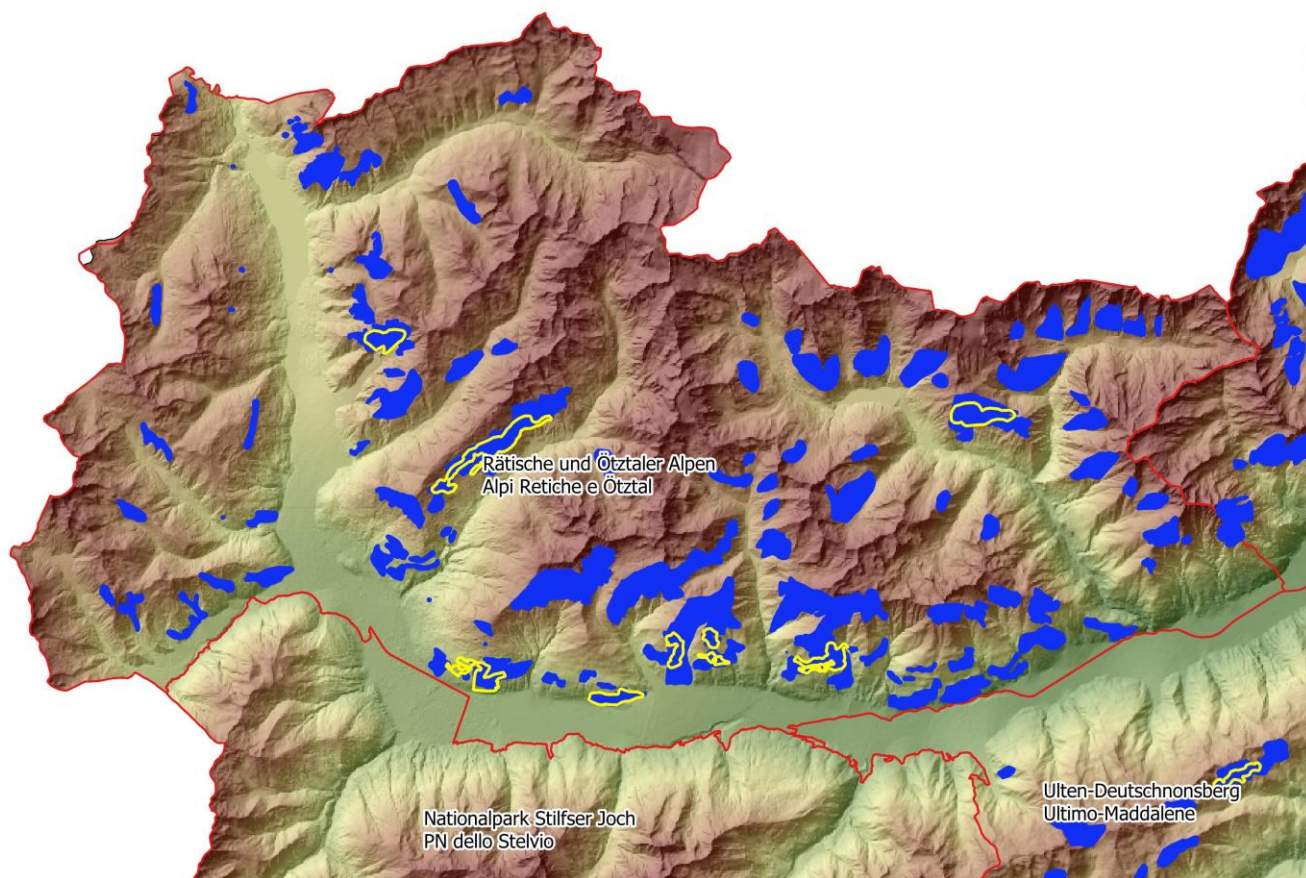 Rätische und Ötztaler Alpen
Alpi Retiche e Ötztal
Nationalpark Stilfser Joch
PN dello Stelvio
Ulten-Deutschnonsberg
Ultimo-Maddalene